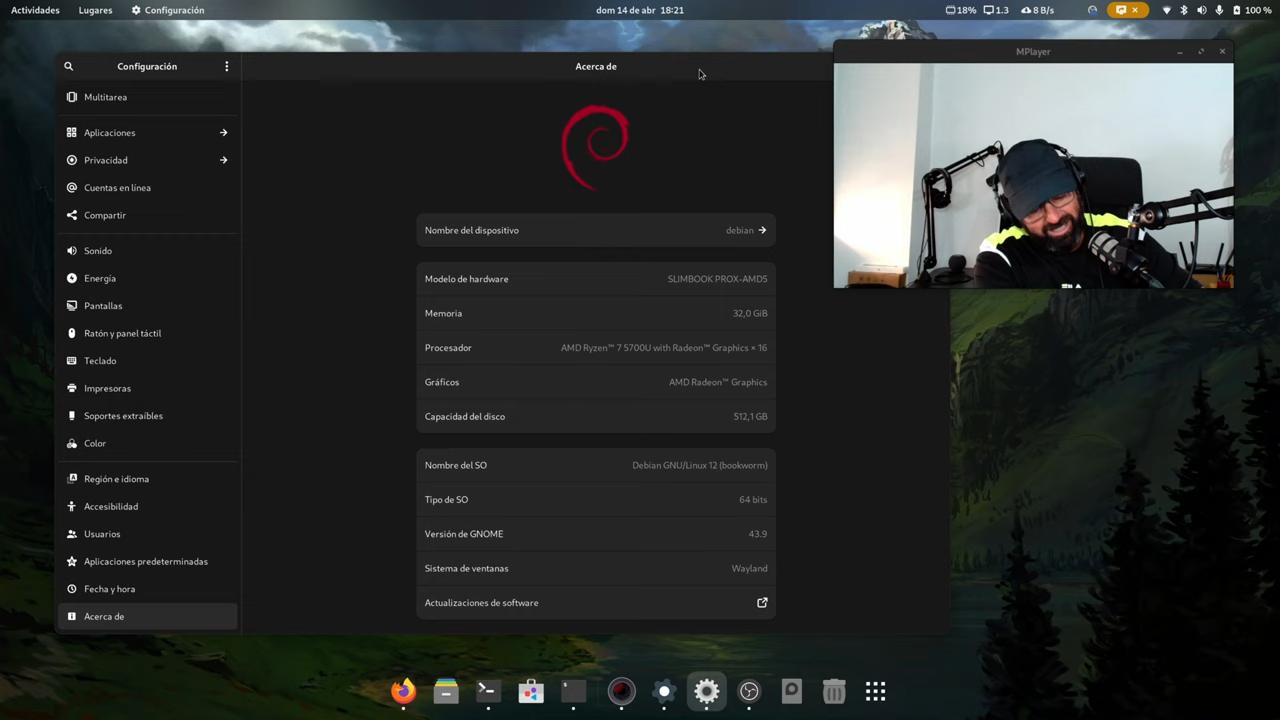 Actividades
Lugares
Configuración
dom 14 de abr 18:21
18%
1.3
8 B/s
100 %
Configuración
Acerca de
MPlayer
Multitarea
Aplicaciones
Privacidad
Cuentas en línea
Compartir
Sonido
Energía
Pantallas
Ratón y panel táctil
Teclado
Impresoras
Soportes extraíbles
Color
Región e idioma
Accesibilidad
Usuarios
Aplicaciones predeterminadas
Fecha y hora
Acerca de
Nombre del dispositivo debian
Modelo de hardware SLIMBOOK PROX-AMD5
Memoria 32,0 GiB
Procesador AMD Ryzen™ 7 5700U with Radeon™ Graphics × 16
Gráficos AMD Radeon™ Graphics
Capacidad del disco 512,1 GB
Nombre del SO Debian GNU/Linux 12 (bookworm)
Tipo de SO 64 bits
Versión de GNOME 43.9
Sistema de ventanas Wayland
Actualizaciones de software